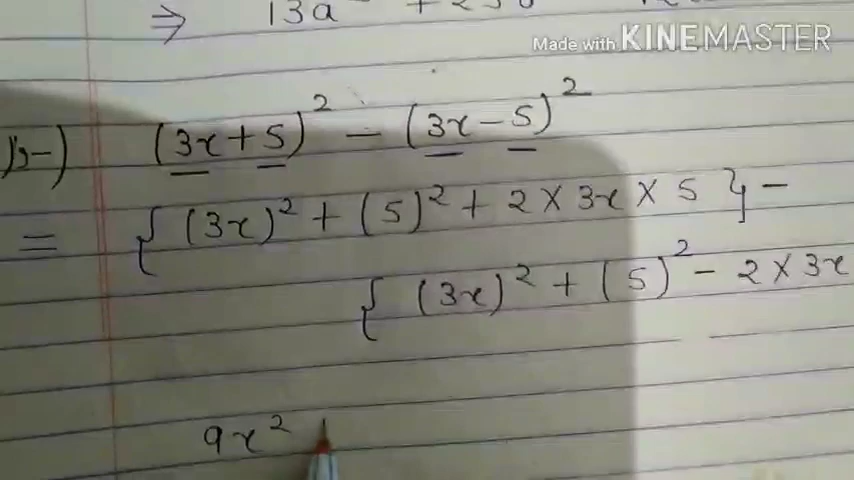 ⇒ 13a
Made with KINEMASTER
(3x + 5)² - (3x - 5)²
= { (3x)² + (5)² + 2 × 3x × 5 } -
{ (3x)² + (5)² - 2 × 3x
9x²